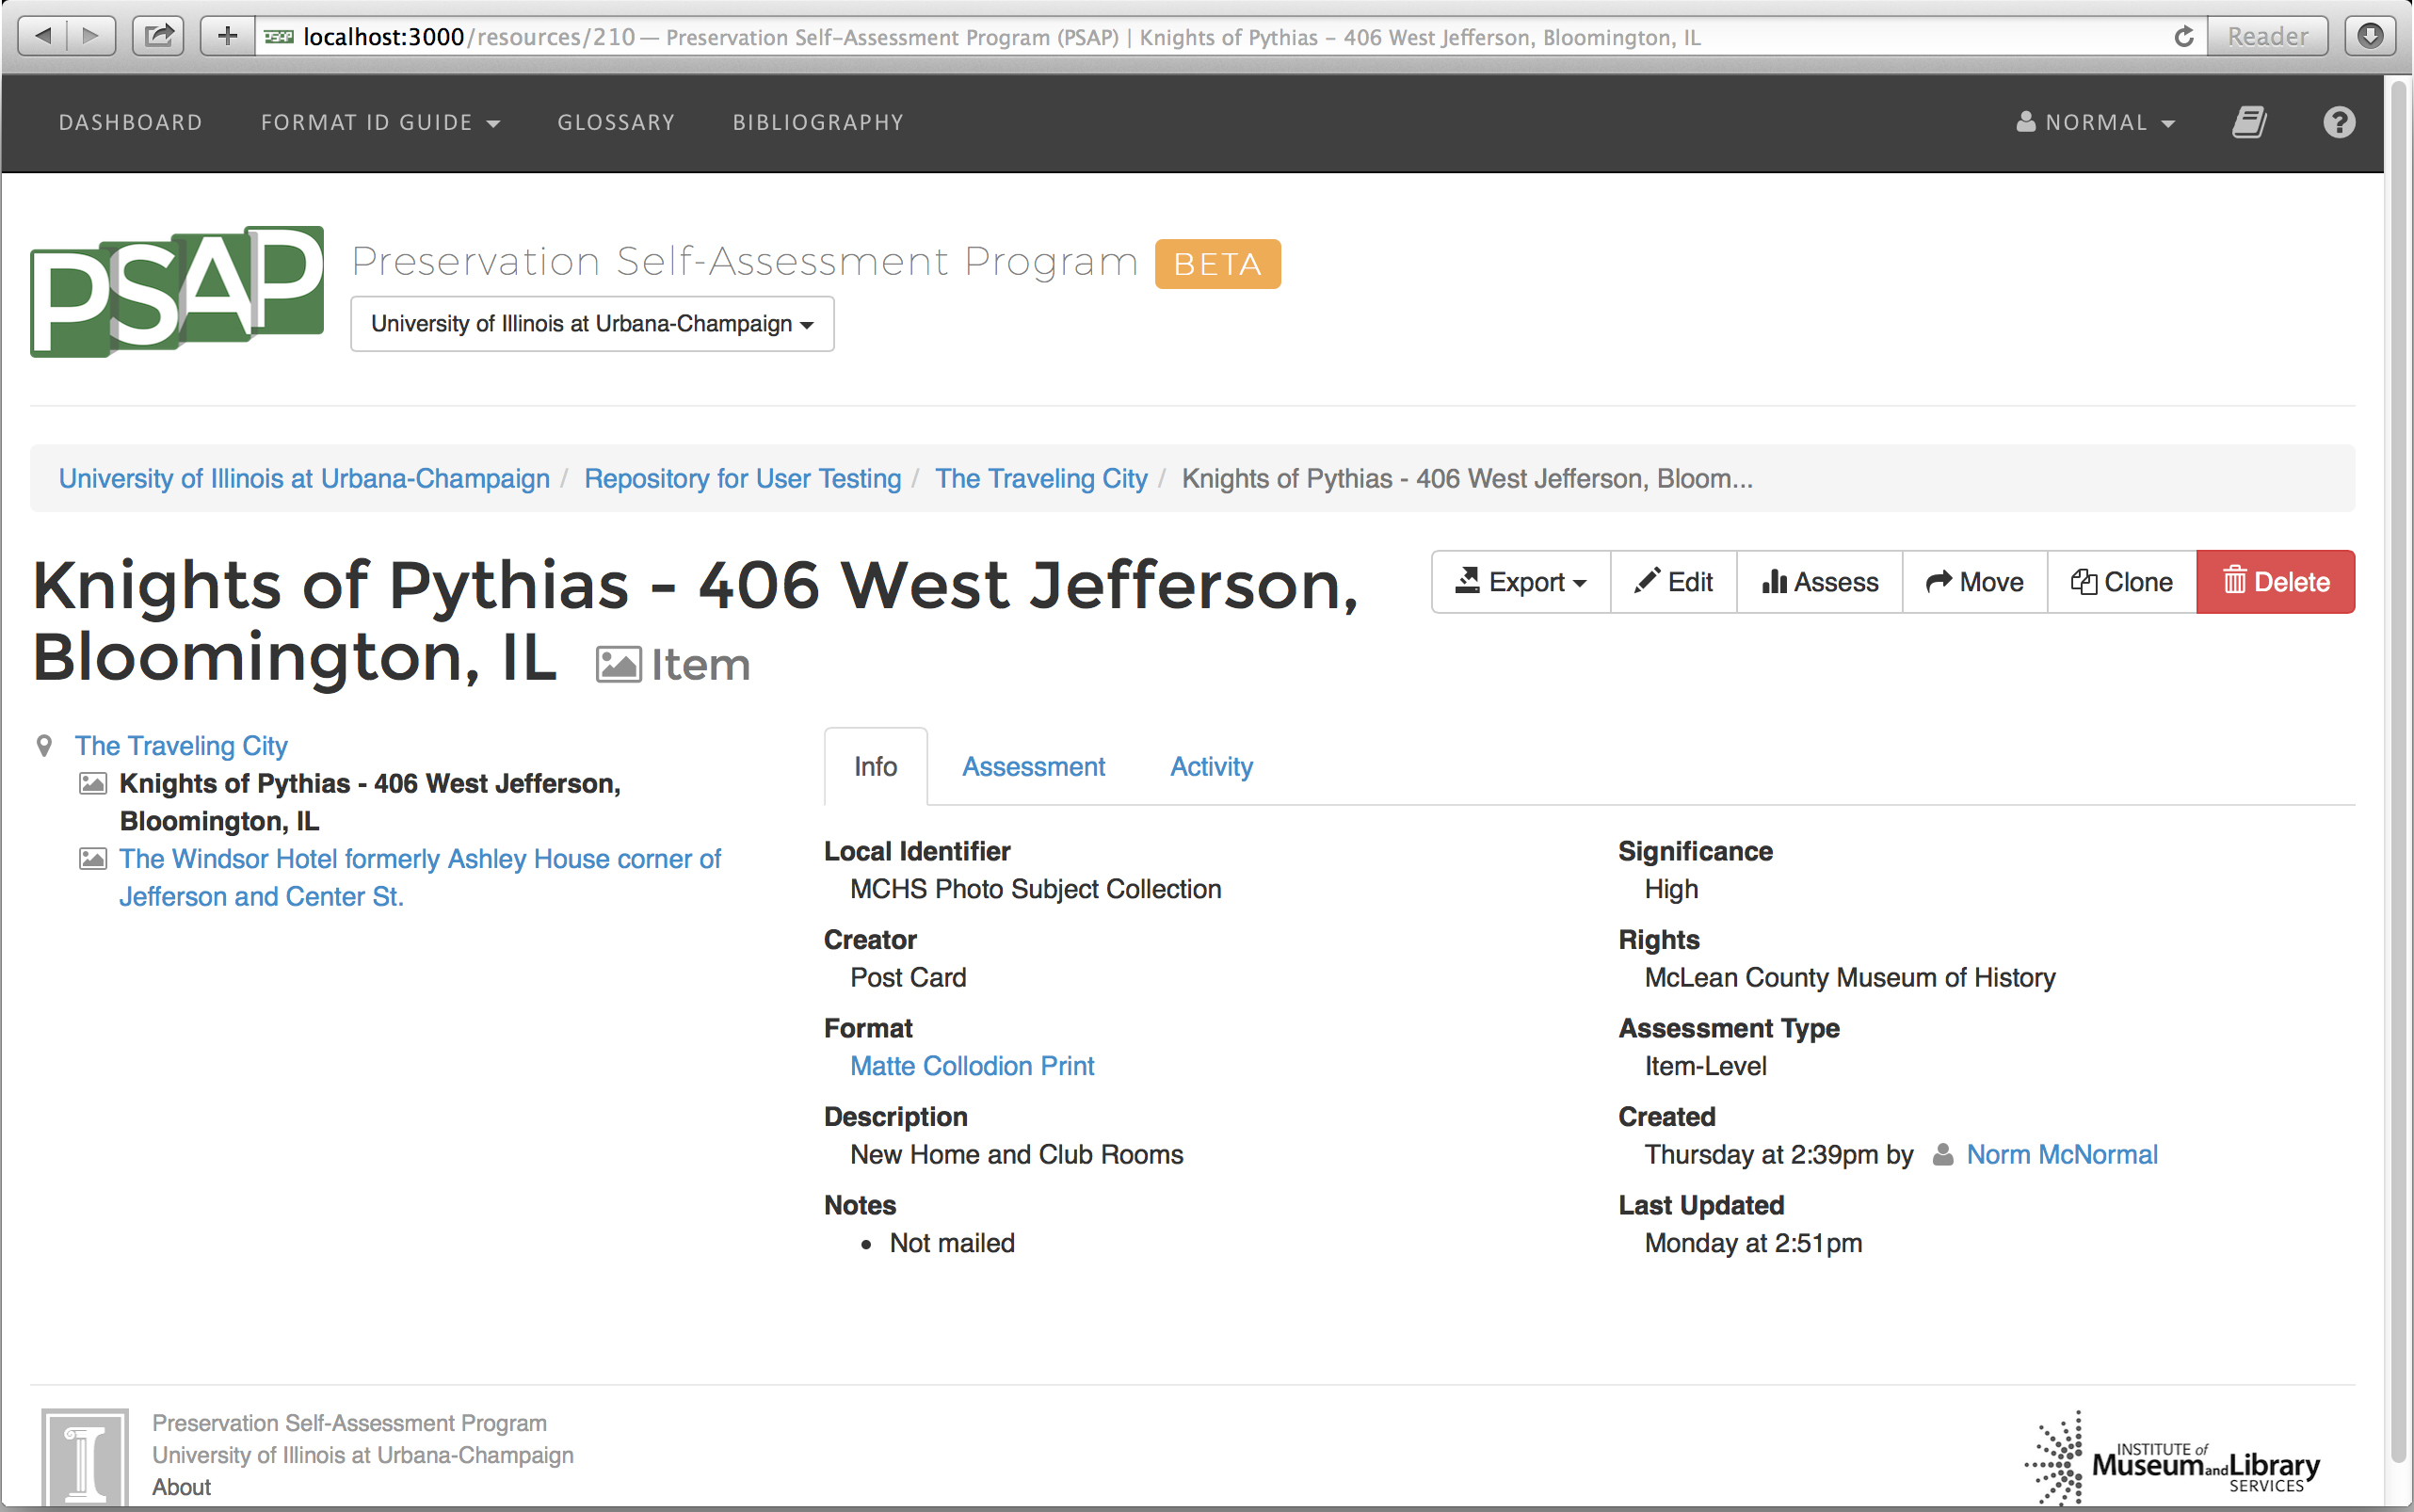 localhost:3000/resources/210 — Preservation Self-Assessment Program (PSAP) | Knights of Pythias – 406 West Jefferson, Bloomington, IL
Reader
DASHBOARD FORMAT ID GUIDE GLOSSARY BIBLIOGRAPHY NORMAL
PSAP
Preservation Self-Assessment Program BETA
University of Illinois at Urbana-Champaign
University of Illinois at Urbana-Champaign / Repository for User Testing / The Traveling City / Knights of Pythias - 406 West Jefferson, Bloom...
Knights of Pythias - 406 West Jefferson,
Bloomington, IL Item
Export Edit Assess Move Clone Delete
The Traveling City
Knights of Pythias - 406 West Jefferson,
Bloomington, IL
The Windsor Hotel formerly Ashley House corner of
Jefferson and Center St.
Info Assessment Activity
Local Identifier
MCHS Photo Subject Collection
Creator
Post Card
Format
Matte Collodion Print
Description
New Home and Club Rooms
Notes
• Not mailed
Significance
High
Rights
McLean County Museum of History
Assessment Type
Item-Level
Created
Thursday at 2:39pm by Norm McNormal
Last Updated
Monday at 2:51pm
Preservation Self-Assessment Program
University of Illinois at Urbana-Champaign
About
INSTITUTE of
Museum and Library
SERVICES